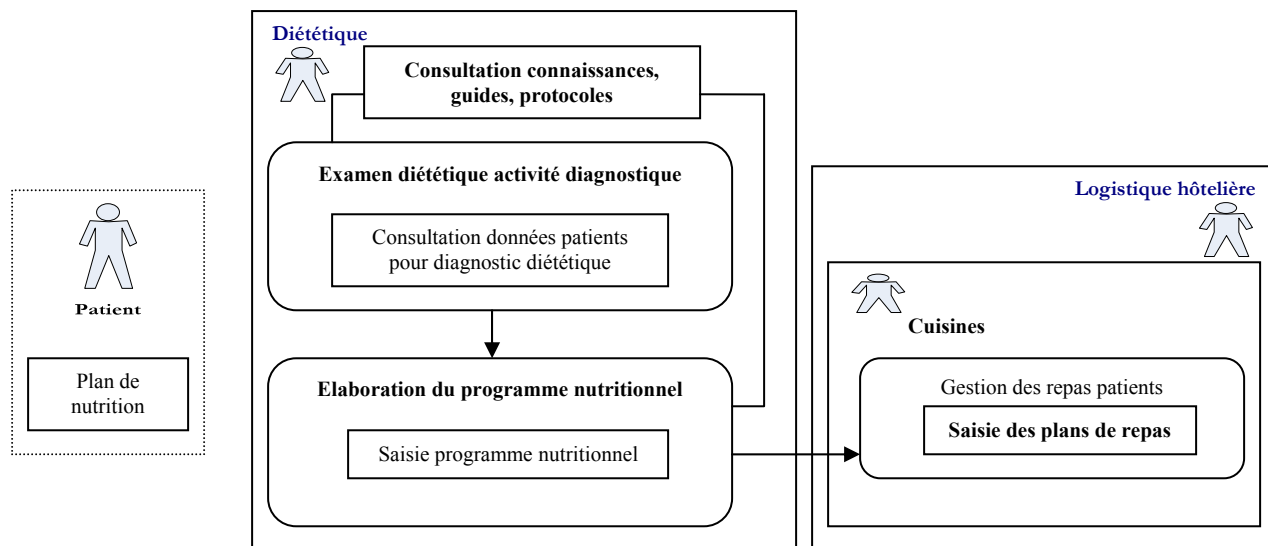 Patient
Plan de
nutrition
Diététique
Consultation connaissances,
guides, protocoles
Examen diététique activité diagnostique
Consultation données patients
pour diagnostic diététique
Elaboration du programme nutritionnel
Saisie programme nutritionnel
Logistique hôtelière
Cuisines
Gestion des repas patients
Saisie des plans de repas